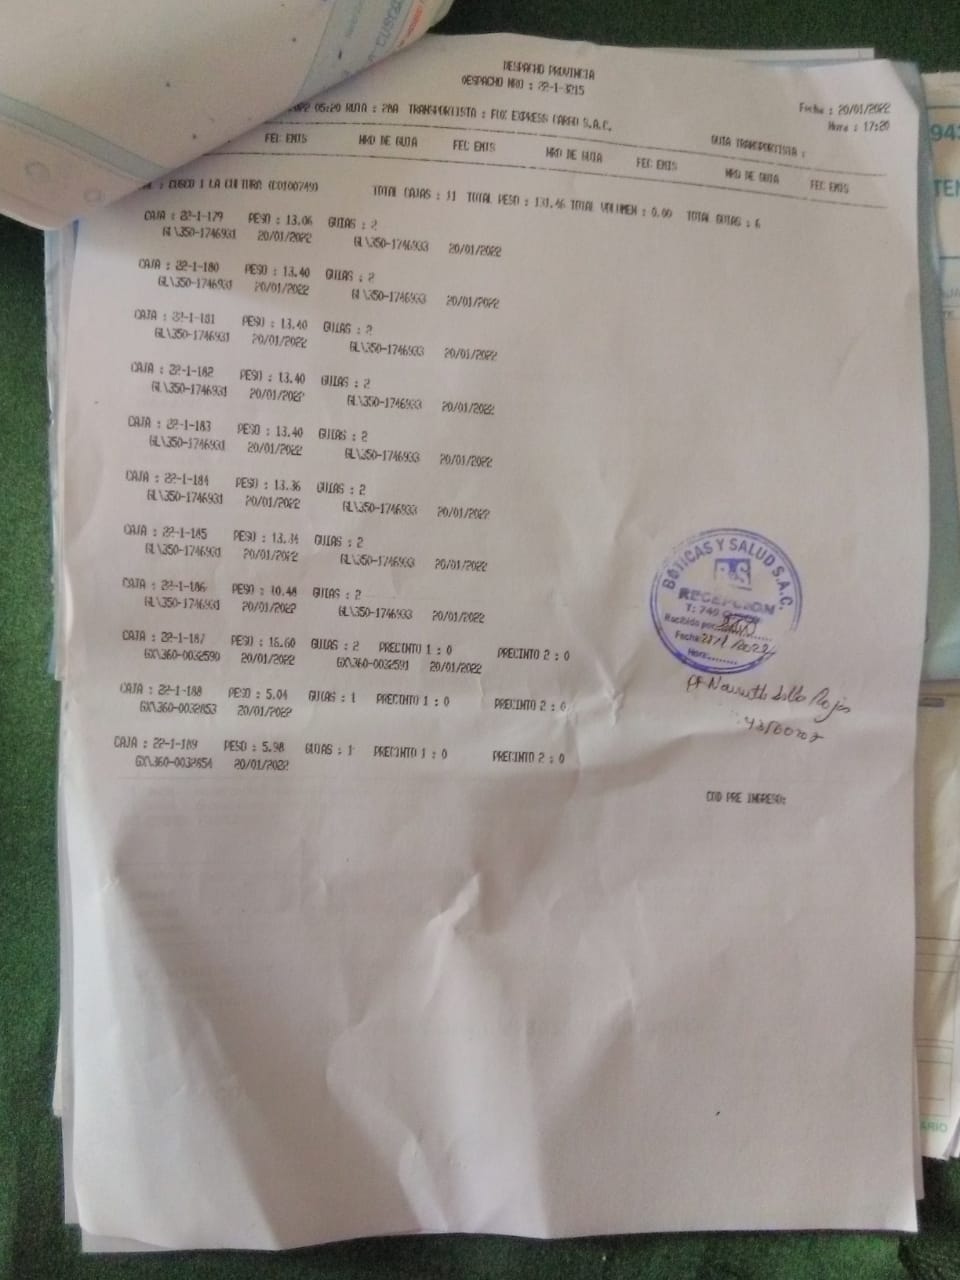 DESPACHO PROVINCIA
DESPACHO NRO : 22-1-3215
Fecha : 20/01/2022
Hora : 17:20
05:20 RUTA : 28A TRANSPORTISTA : FOX EXPRESS CARGO S.A.C.
GUIA TRANSPORTISTA :
FEC EMIS NRO DE GUIA FEC EMIS NRO DE GUIA FEC EMIS NRO DE GUIA FEC EMIS
: CUSCO 1 LA CULTURA (C0100749) TOTAL CAJAS : 11 TOTAL PESO : 131.46 TOTAL VOLUMEN : 0.00 TOTAL GUIAS : 6
CAJA : 22-1-179 PESO : 13.06 GUIAS : 2
GL\350-1746931 20/01/2022 GL\350-1746933 20/01/2022
CAJA : 22-1-180 PESO : 13.40 GUIAS : 2
GL\350-1746931 20/01/2022 GL\350-1746933 20/01/2022
CAJA : 22-1-181 PESO : 13.40 GUIAS : 2
GL\350-1746931 20/01/2022 GL\350-1746933 20/01/2022
CAJA : 22-1-182 PESO : 13.40 GUIAS : 2
GL\350-1746931 20/01/2022 GL\350-1746933 20/01/2022
CAJA : 22-1-183 PESO : 13.40 GUIAS : 2
GL\350-1746931 20/01/2022 GL\350-1746933 20/01/2022
CAJA : 22-1-184 PESO : 13.36 GUIAS : 2
GL\350-1746931 20/01/2022 GL\350-1746933 20/01/2022
CAJA : 22-1-185 PESO : 13.34 GUIAS : 2
GL\350-1746931 20/01/2022 GL\350-1746933 20/01/2022
CAJA : 22-1-186 PESO : 10.48 GUIAS : 2
GL\350-1746931 20/01/2022 GL\350-1746933 20/01/2022
CAJA : 22-1-187 PESO : 16.60 GUIAS : 2 PRECINTO 1 : 0 PRECINTO 2 : 0
GX\360-0032590 20/01/2022 GX\360-0032591 20/01/2022
CAJA : 22-1-188 PESO : 5.04 GUIAS : 1 PRECINTO 1 : 0 PRECINTO 2 : 0
GX\360-0032653 20/01/2022
CAJA : 22-1-189 PESO : 5.98 GUIAS : 1 PRECINTO 1 : 0 PRECINTO 2 : 0
GX\360-0032654 20/01/2022
BOTICAS Y SALUD S.A.C.
ByS
RECEPCION
Recibido por:
Fecha:
Hora:
COD PRE INGRESO: